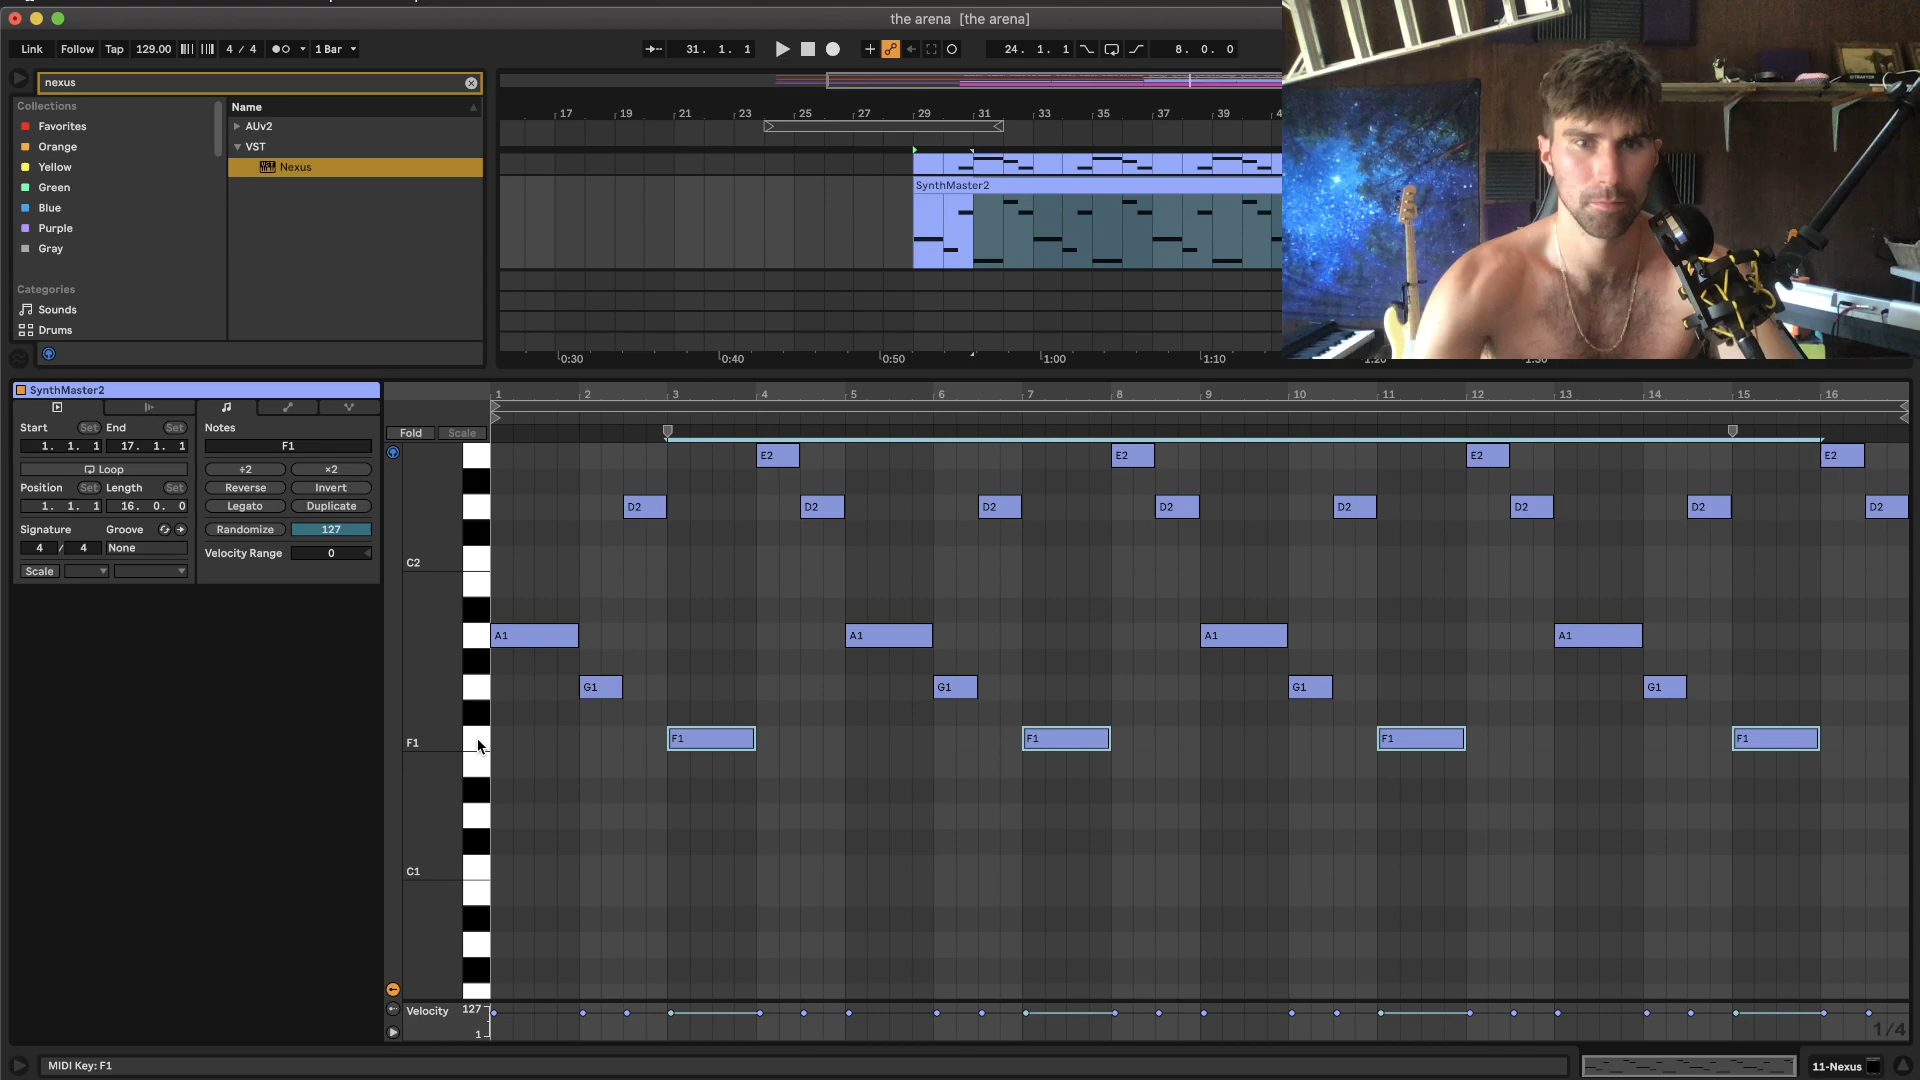 the arena [the arena]
Link Follow Tap 129.00 4 / 4 1 Bar 31. 1. 1 24. 1. 1 8. 0. 0
nexus
Collections
Favorites
Orange
Yellow
Green
Blue
Purple
Gray
Categories
Sounds
Drums
Name
AUv2
VST
Nexus
17 19 21 23 25 27 29 31 33 35 37 39 4
SynthMaster2
0:30 0:40 0:50 1:00 1:10 1:20 1:30
SynthMaster2
Start Set End Set
1. 1. 1 17. 1. 1
Loop
Position Set Length Set
1. 1. 1 16. 0. 0
Signature Groove
4 / 4 None
Scale
Notes
F1
÷2 ×2
Reverse Invert
Legato Duplicate
Randomize 127
Velocity Range 0
1 2 3 4 5 6 7 8 9 10 11 12 13 14 15 16
Fold Scale
E2 E2 E2 E2
D2 D2 D2 D2 D2 D2 D2 D2
C2
A1 A1 A1 A1
G1 G1 G1 G1
F1 F1 F1 F1 F1
C1
Velocity 127
1
1/4
MIDI Key: F1
11-Nexus